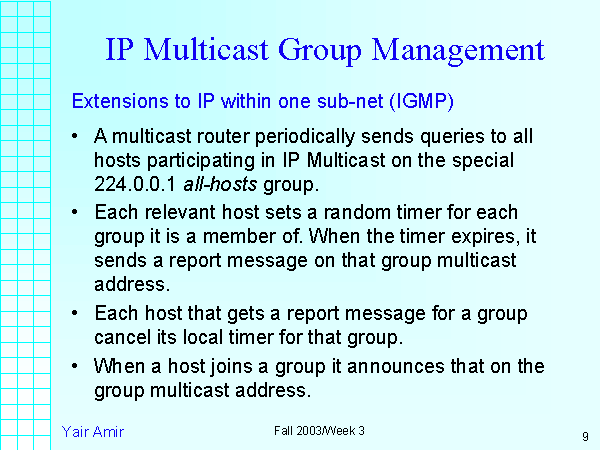 IP Multicast Group Management
Extensions to IP within one sub-net (IGMP)
• A multicast router periodically sends queries to all
hosts participating in IP Multicast on the special
224.0.0.1 all-hosts group.
• Each relevant host sets a random timer for each
group it is a member of. When the timer expires, it
sends a report message on that group multicast
address.
• Each host that gets a report message for a group
cancel its local timer for that group.
• When a host joins a group it announces that on the
group multicast address.
Yair Amir
Fall 2003/Week 3
9